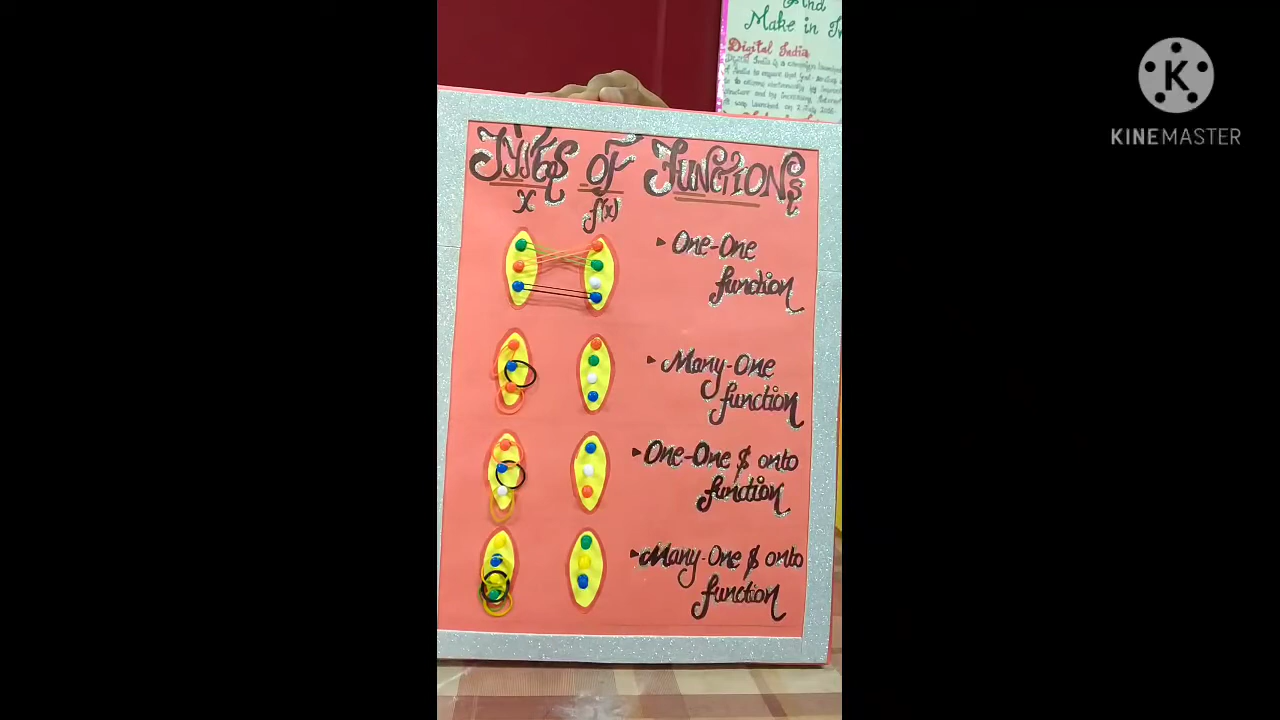 And
Make in
Digital India
TYPES OF FUNCTIONS
x f(x)
▸ One-One
function
▸ Many-One
function
▸ One-One $ onto
function
▸ Many-One $ onto
function
K
KINEMASTER